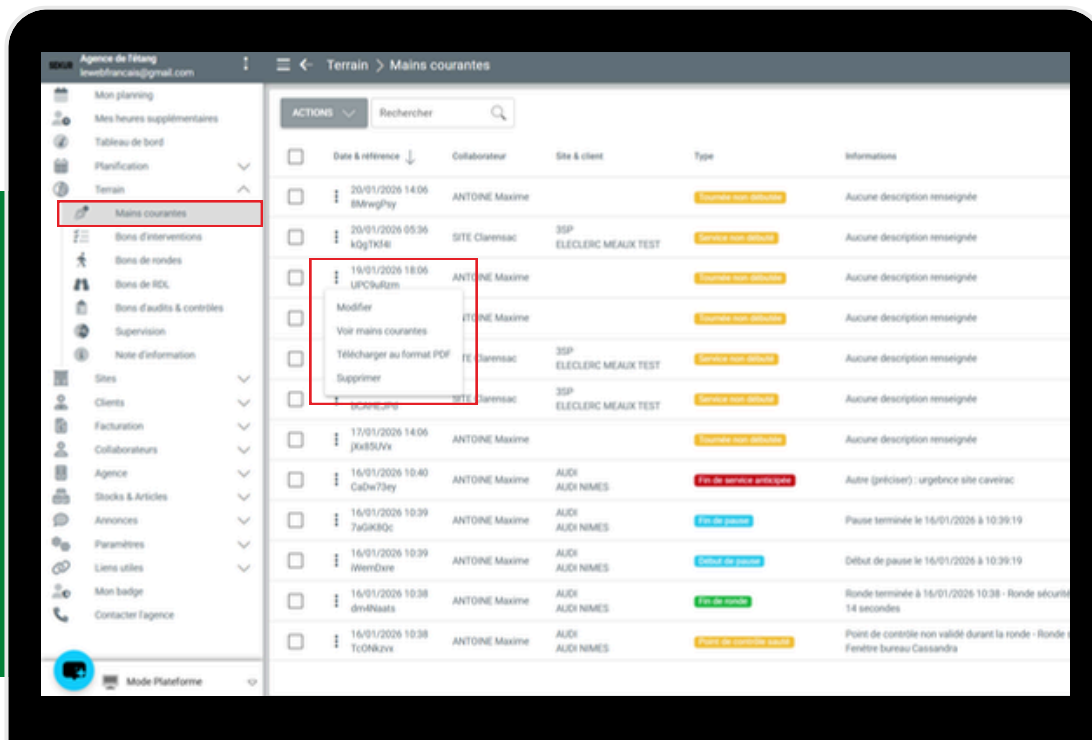 SEKUR
Agence de l'étang
lewebfrancais@gmail.com
Terrain > Mains courantes
Mon planning
Mes heures supplémentaires
Tableau de bord
Planification
Terrain
Mains courantes
Bons d'interventions
Bons de rondes
Bons de RDL
Bons d'audits & contrôles
Supervision
Note d'information
Sites
Clients
Facturation
Collaborateurs
Agence
Stocks & Articles
Annonces
Paramètres
Liens utiles
Mon badge
Contacter l'agence
Mode Plateforme
ACTIONS
Rechercher
Date & référence Collaborateur Site & client Type Informations
20/01/2026 14:06
8MrwgPsy
ANTOINE Maxime
Tournée non débutée
Aucune description renseignée
20/01/2026 05:36
kQgTKf4i
SITE Clarensac
3SP
ELECLERC MEAUX TEST
Service non débuté
Aucune description renseignée
19/01/2026 18:06
UPC9uRzm
ANTOINE Maxime
Tournée non débutée
Aucune description renseignée
Modifier
Voir mains courantes
Télécharger au format PDF
Supprimer
ANTOINE Maxime
Tournée non débutée
Aucune description renseignée
Clarensac
3SP
ELECLERC MEAUX TEST
Service non débuté
Aucune description renseignée
SITE Clarensac
3SP
ELECLERC MEAUX TEST
Service non débuté
Aucune description renseignée
17/01/2026 14:06
jXx85UVx
ANTOINE Maxime
Tournée non débutée
Aucune description renseignée
16/01/2026 10:40
CaDw73ey
ANTOINE Maxime
AUDI
AUDI NIMES
Fin de service anticipée
Autre (préciser) : urgebnce site caveirac
16/01/2026 10:39
7aGiK8Qc
ANTOINE Maxime
AUDI
AUDI NIMES
Fin de pause
Pause terminée le 16/01/2026 à 10:39:19
16/01/2026 10:39
iWemDxre
ANTOINE Maxime
AUDI
AUDI NIMES
Début de pause
Début de pause le 16/01/2026 à 10:39:19
16/01/2026 10:38
dm4Naats
ANTOINE Maxime
AUDI
AUDI NIMES
Fin de ronde
Ronde terminée à 16/01/2026 10:38 - Ronde sécurité
14 secondes
16/01/2026 10:38
TcONkzvx
ANTOINE Maxime
AUDI
AUDI NIMES
Point de contrôle sauté
Point de contrôle non validé durant la ronde - Ronde
Fenêtre bureau Cassandra